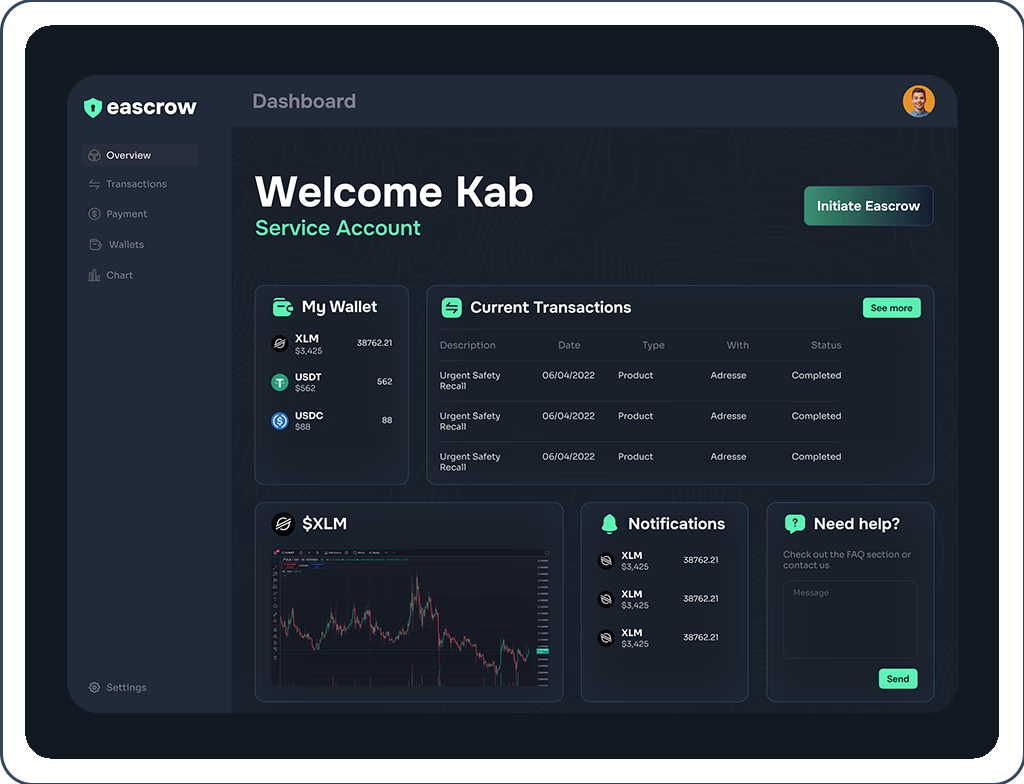 eascrow
Dashboard
Overview
Transactions
Payment
Wallets
Chart
Settings
Welcome Kab
Service Account
Initiate Eascrow
My Wallet
XLM
$3,425
38762.21
USDT
$562
562
USDC
$88
88
Current Transactions
See more
Description Date Type With Status
Urgent Safety 06/04/2022 Product Adresse Completed
Recall
Urgent Safety 06/04/2022 Product Adresse Completed
Recall
Urgent Safety 06/04/2022 Product Adresse Completed
Recall
$XLM
Notifications
XLM
$3,425
38762.21
XLM
$3,425
38762.21
XLM
$3,425
38762.21
Need help?
Check out the FAQ section or
contact us
Message
Send